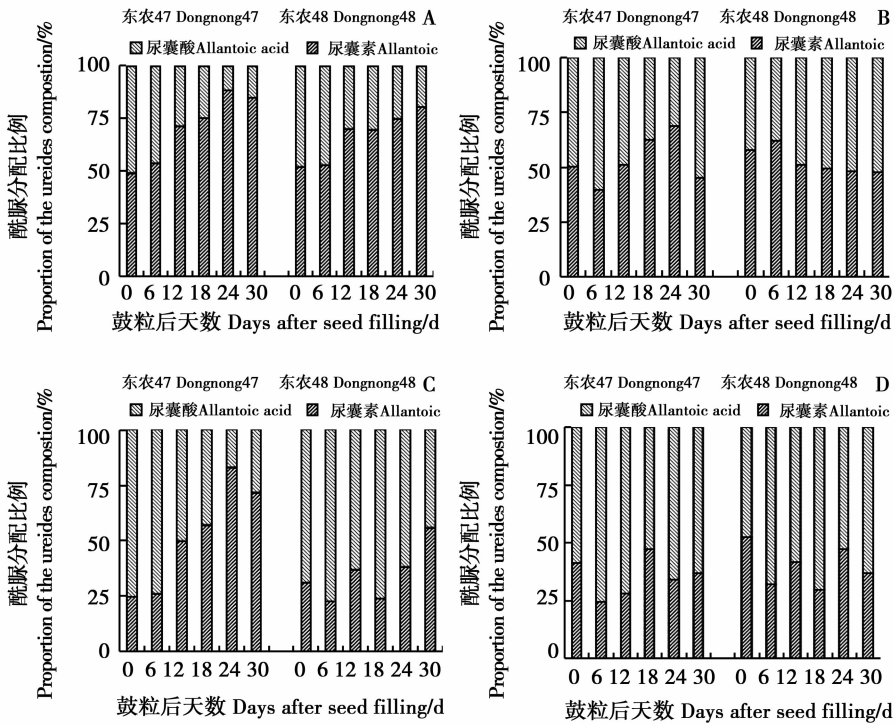 东农47 Dongnong47 东农48 Dongnong48 A
尿囊酸Allantoic acid 尿囊素Allantoic
酰脲分配比例
Proportion of the ureides compostion/%
100
75
50
25
0
0 6 12 18 24 30 0 6 12 18 24 30
鼓粒后天数 Days after seed filling/d
东农47 Dongnong47 东农48 Dongnong48 B
尿囊酸Allantoic acid 尿囊素Allantoic
酰脲分配比例
Proportion of the ureides compostion/%
100
75
50
25
0
0 6 12 18 24 30 0 6 12 18 24 30
鼓粒后天数 Days after seed filling/d
东农47 Dongnong47 东农48 Dongnong48 C
尿囊酸Allantoic acid 尿囊素Allantoic
酰脲分配比例
Proportion of the ureides compostion/%
100
75
50
25
0
0 6 12 18 24 30 0 6 12 18 24 30
鼓粒后天数 Days after seed filling/d
东农47 Dongnong47 东农48 Dongnong48 D
尿囊酸Allantoic acid 尿囊素Allantoic
酰脲分配比例
Proportion of the ureides compostion/%
100
75
50
25
0
0 6 12 18 24 30 0 6 12 18 24 30
鼓粒后天数 Days after seed filling/d